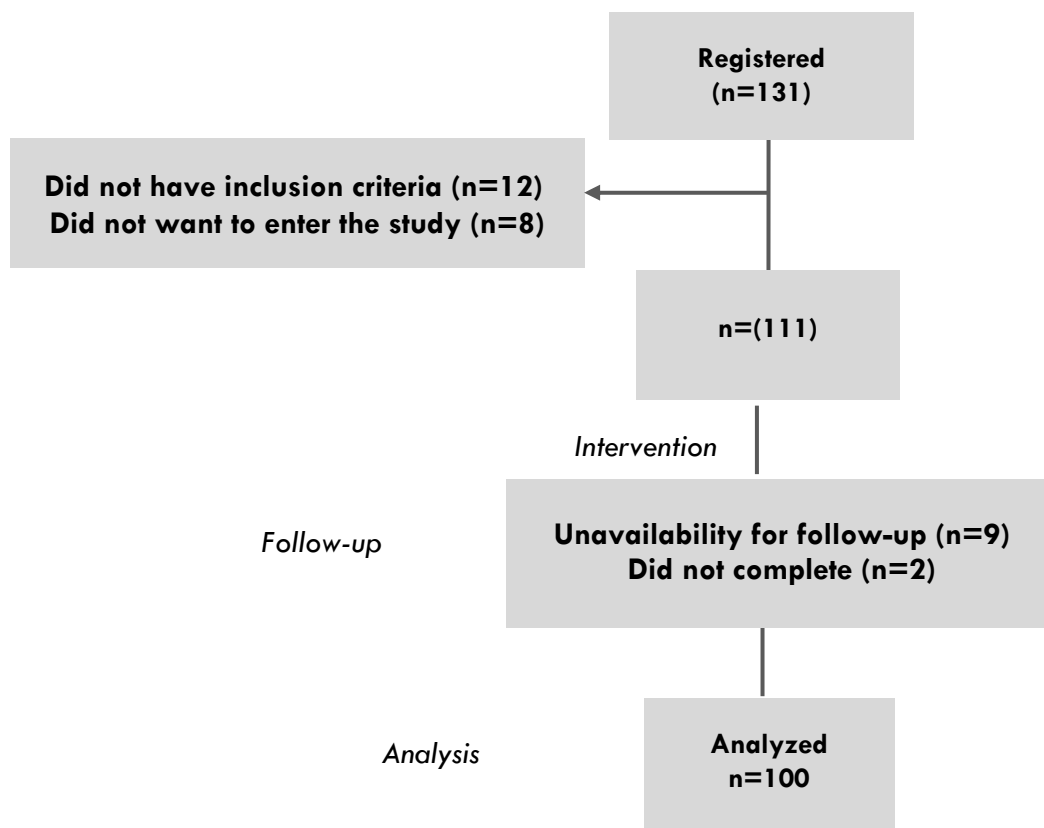 Registered
(n=131)
Did not have inclusion criteria (n=12)
Did not want to enter the study (n=8)
n=(111)
Intervention
Follow-up
Unavailability for follow-up (n=9)
Did not complete (n=2)
Analysis
Analyzed
n=100